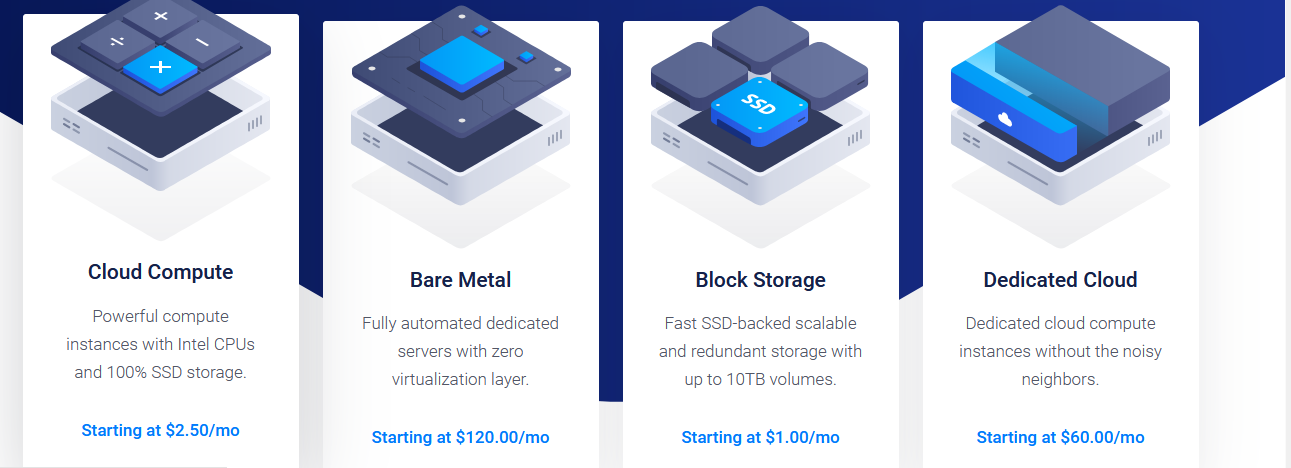 SSD
Cloud Compute
Powerful compute
instances with Intel CPUs
and 100% SSD storage.
Starting at $2.50/mo
Bare Metal
Fully automated dedicated
servers with zero
virtualization layer.
Starting at $120.00/mo
Block Storage
Fast SSD-backed scalable
and redundant storage with
up to 10TB volumes.
Starting at $1.00/mo
Dedicated Cloud
Dedicated cloud compute
instances without the noisy
neighbors.
Starting at $60.00/mo